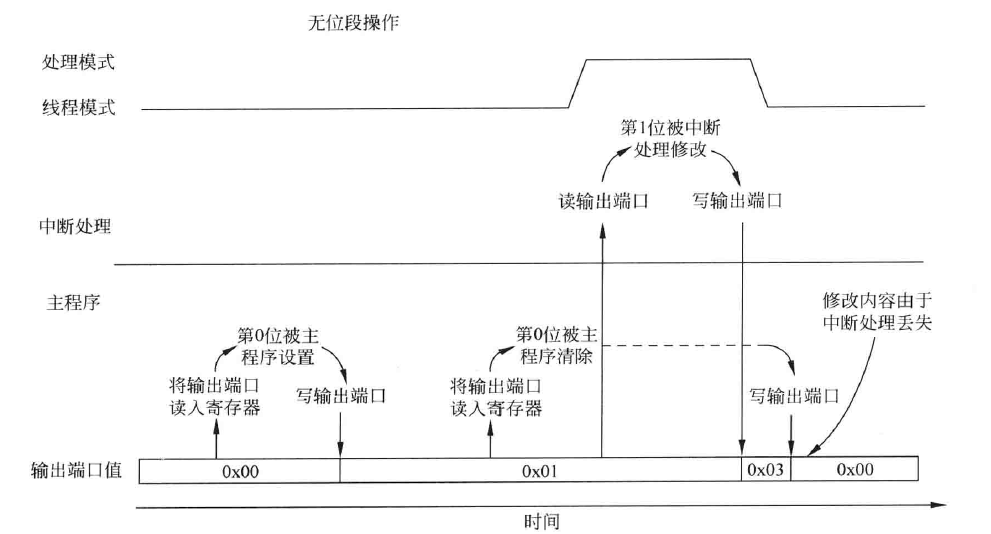 无位段操作
处理模式
线程模式
第1位被中断
处理修改
读输出端口
写输出端口
中断处理
主程序
修改内容由于
中断处理丢失
第0位被主
程序设置
第0位被主
程序清除
将输出端口
读入寄存器
写输出端口
将输出端口
读入寄存器
写输出端口
输出端口值
0x00
0x01
0x03
0x00
时间